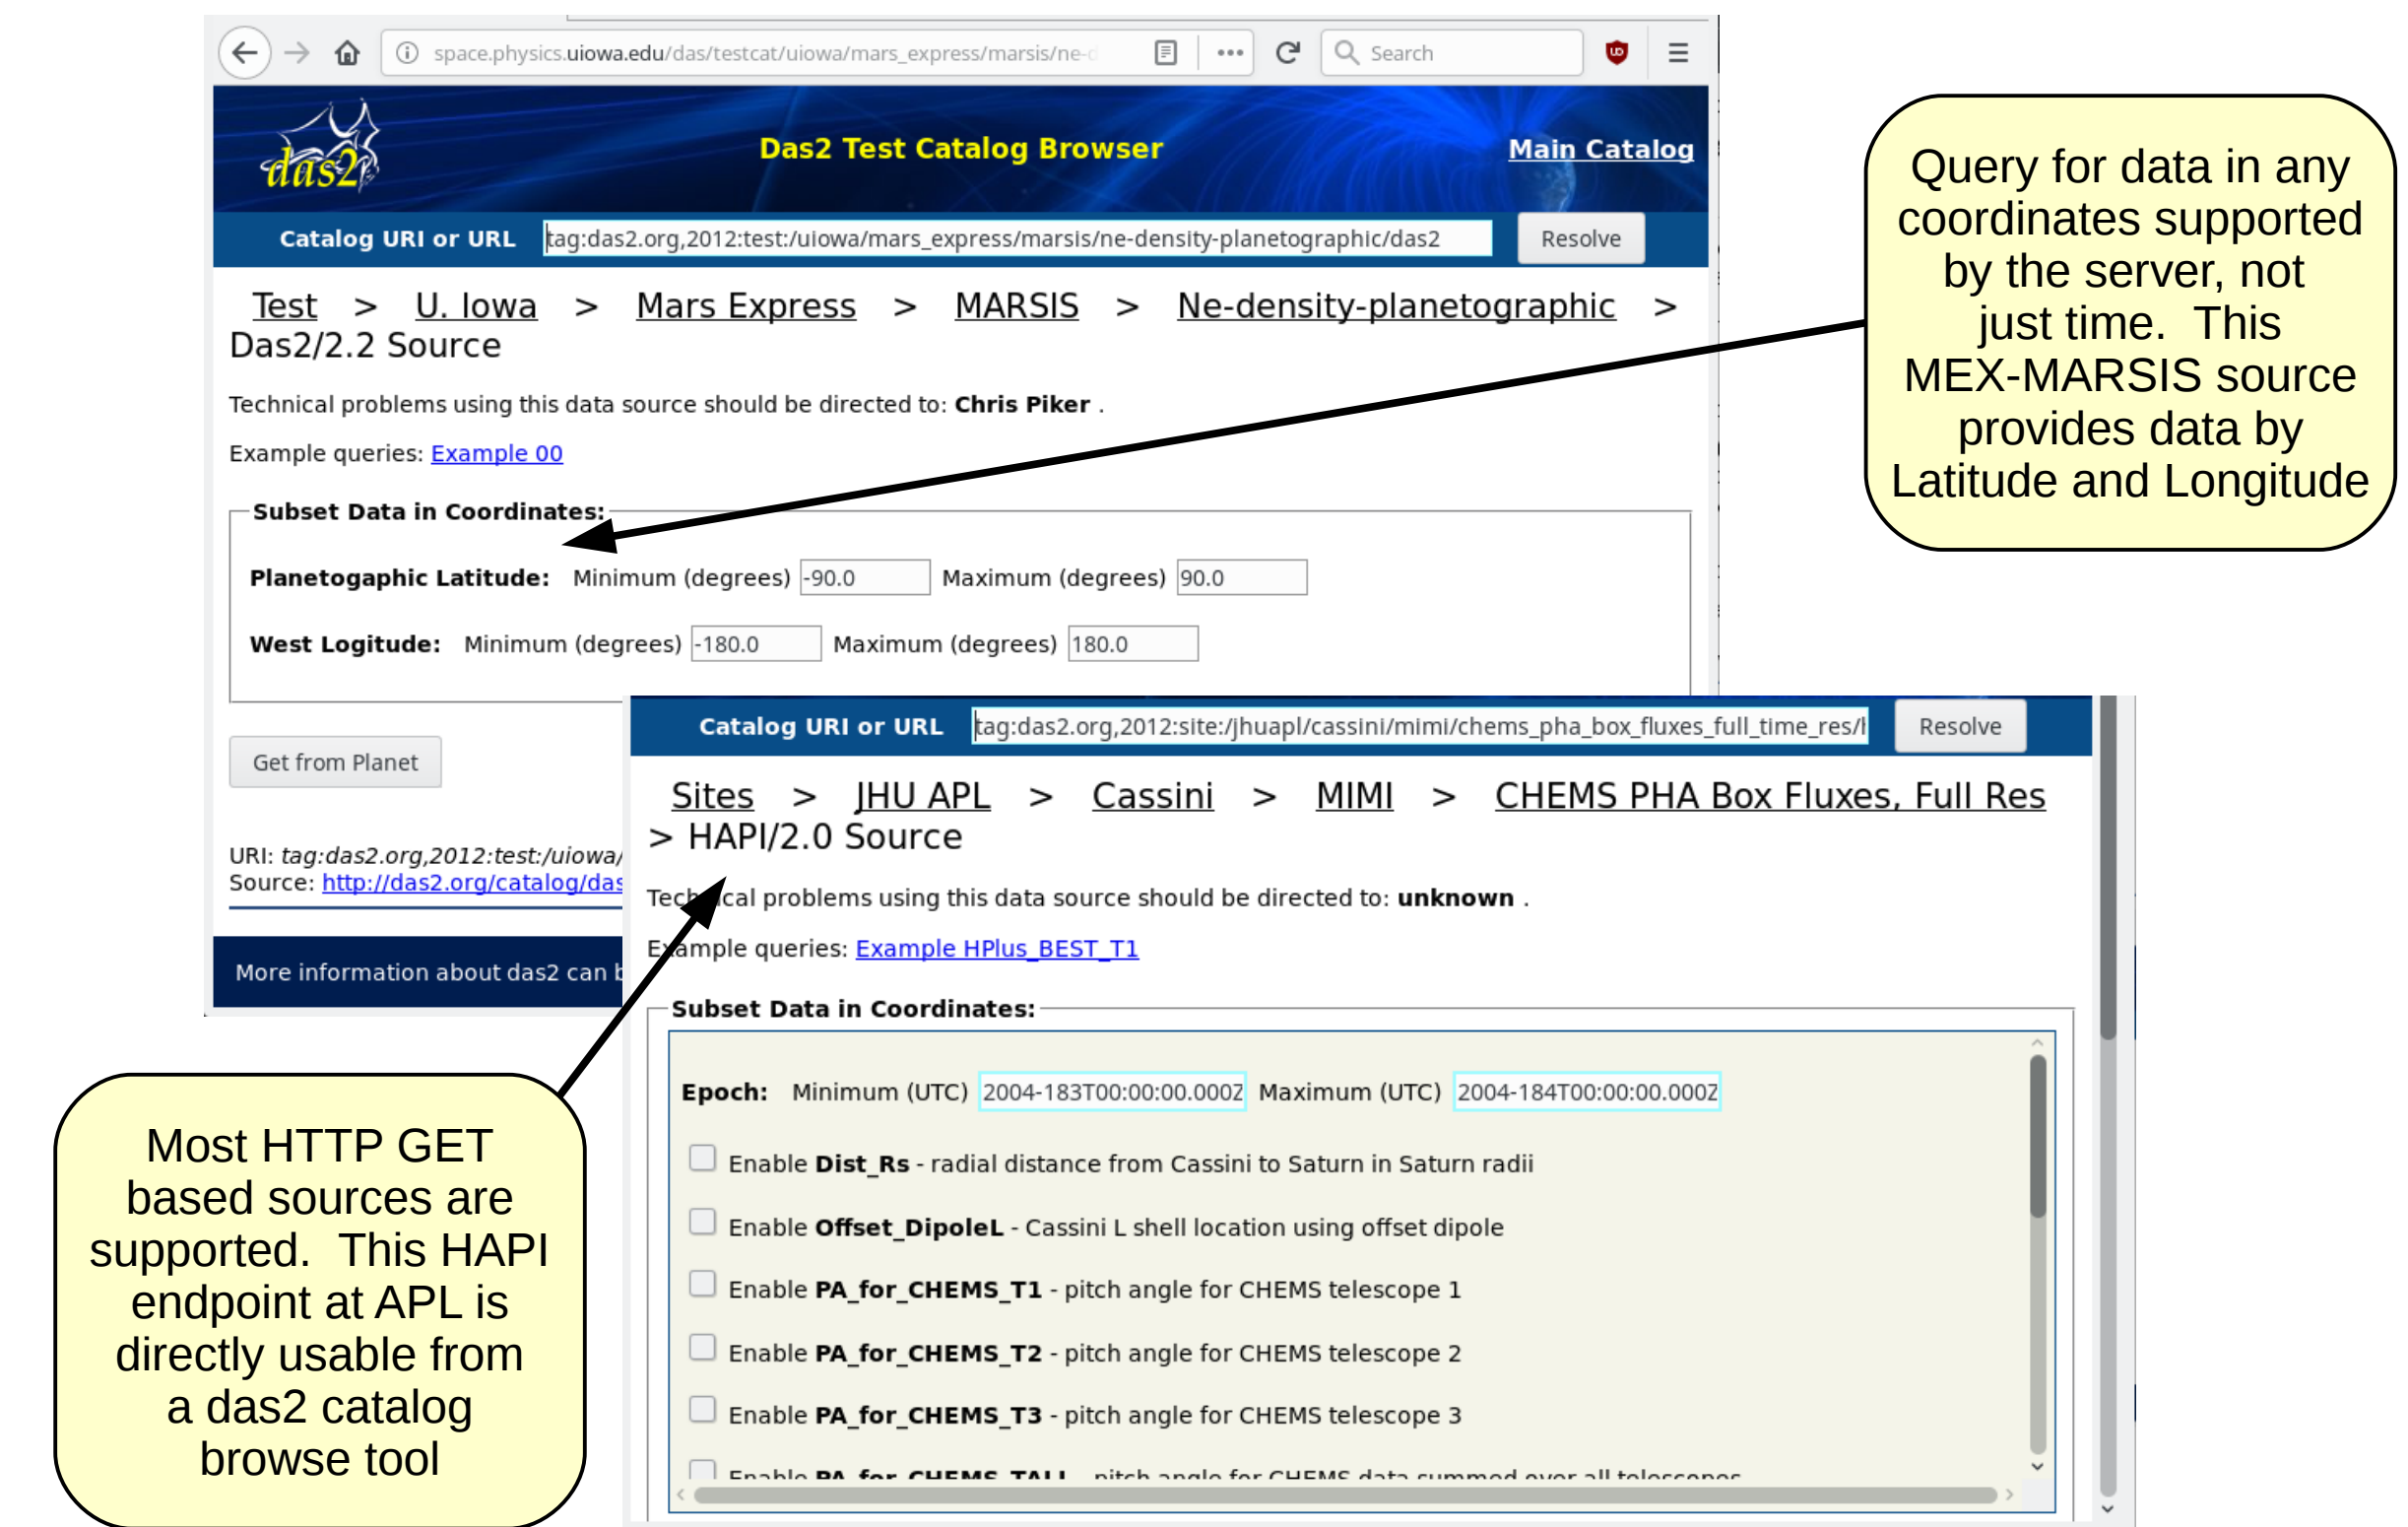 space.physics.uiowa.edu/das/testcat/uiowa/mars_express/marsis/ne-d
Search
das2
Das2 Test Catalog Browser
Main Catalog
Catalog URI or URL tag:das2.org,2012:test:/uiowa/mars_express/marsis/ne-density-planetographic/das2 Resolve
Test > U. Iowa > Mars Express > MARSIS > Ne-density-planetographic >
Das2/2.2 Source
Technical problems using this data source should be directed to: Chris Piker .
Example queries: Example 00
Subset Data in Coordinates:
Planetogaphic Latitude: Minimum (degrees) -90.0 Maximum (degrees) 90.0
West Logitude: Minimum (degrees) -180.0 Maximum (degrees) 180.0
Get from Planet
URI: tag:das2.org,2012:test:/uiowa/
Source: http://das2.org/catalog/das
More information about das2 can b
Query for data in any
coordinates supported
by the server, not
just time. This
MEX-MARSIS source
provides data by
Latitude and Longitude
Catalog URI or URL tag:das2.org,2012:site:/jhuapl/cassini/mimi/chems_pha_box_fluxes_full_time_res/h Resolve
Sites > JHU APL > Cassini > MIMI > CHEMS PHA Box Fluxes, Full Res
> HAPI/2.0 Source
Technical problems using this data source should be directed to: unknown .
Example queries: Example HPlus_BEST_T1
Subset Data in Coordinates:
Epoch: Minimum (UTC) 2004-183T00:00:00.000Z Maximum (UTC) 2004-184T00:00:00.000Z
Enable Dist_Rs - radial distance from Cassini to Saturn in Saturn radii
Enable Offset_DipoleL - Cassini L shell location using offset dipole
Enable PA_for_CHEMS_T1 - pitch angle for CHEMS telescope 1
Enable PA_for_CHEMS_T2 - pitch angle for CHEMS telescope 2
Enable PA_for_CHEMS_T3 - pitch angle for CHEMS telescope 3
Enable PA_for_CHEMS_TALL - pitch angle for CHEMS data summed over all telescopes
Most HTTP GET
based sources are
supported. This HAPI
endpoint at APL is
directly usable from
a das2 catalog
browse tool